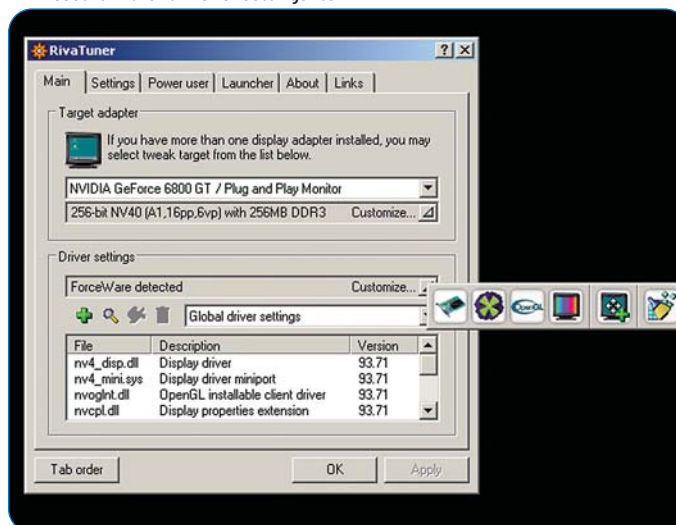 RivaTuner
Main Settings Power user Launcher About Links
Target adapter
If you have more than one display adapter installed, you may
select tweak target from the list below.
NVIDIA GeForce 6800 GT / Plug and Play Monitor
256-bit NV40 (A1,16pp,6vp) with 256MB DDR3 Customize...
Driver settings
ForceWare detected Customize...
Global driver settings
File Description Version
nv4_disp.dll Display driver 93.71
nv4_mini.sys Display driver miniport 93.71
nvoglnt.dll OpenGL installable client driver 93.71
nvcpl.dll Display properties extension 93.71
Tab order OK Apply
OpenGL